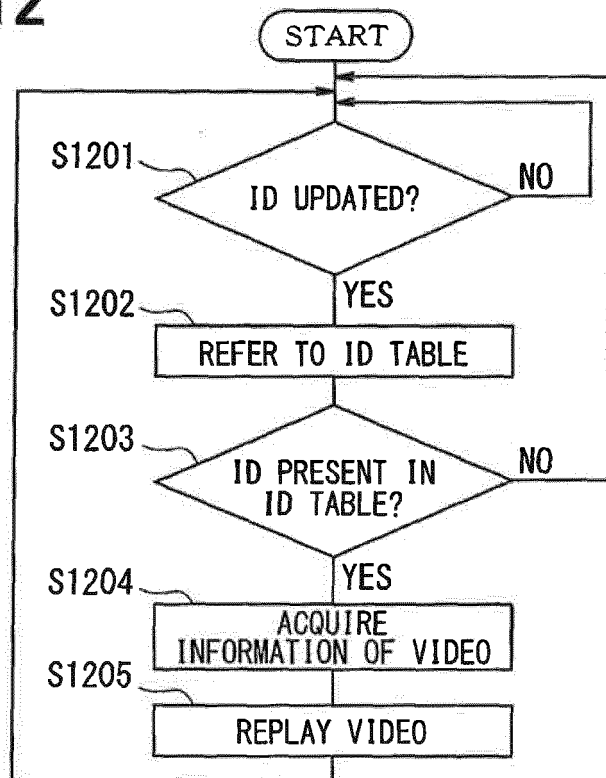 12
START
S1201
ID UPDATED?
NO
YES
S1202
REFER TO ID TABLE
S1203
ID PRESENT IN
ID TABLE?
NO
YES
S1204
ACQUIRE
INFORMATION OF VIDEO
S1205
REPLAY VIDEO